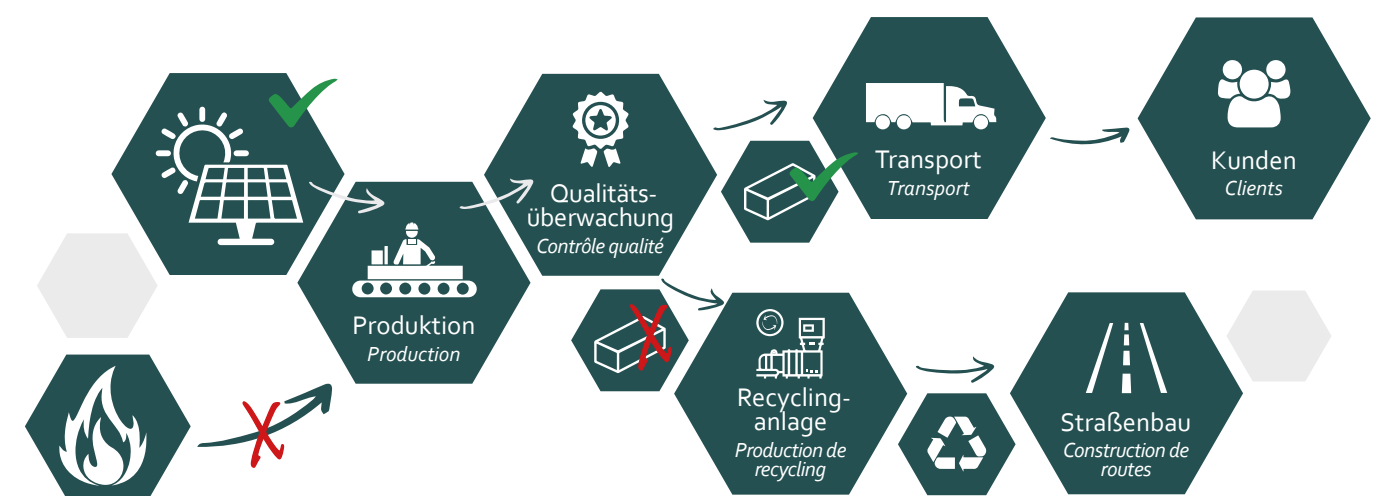 Produktion
Production
Qualitäts-
überwachung
Contrôle qualité
Transport
Transport
Kunden
Clients
Recycling-
anlage
Production de
recycling
Straßenbau
Construction de
routes